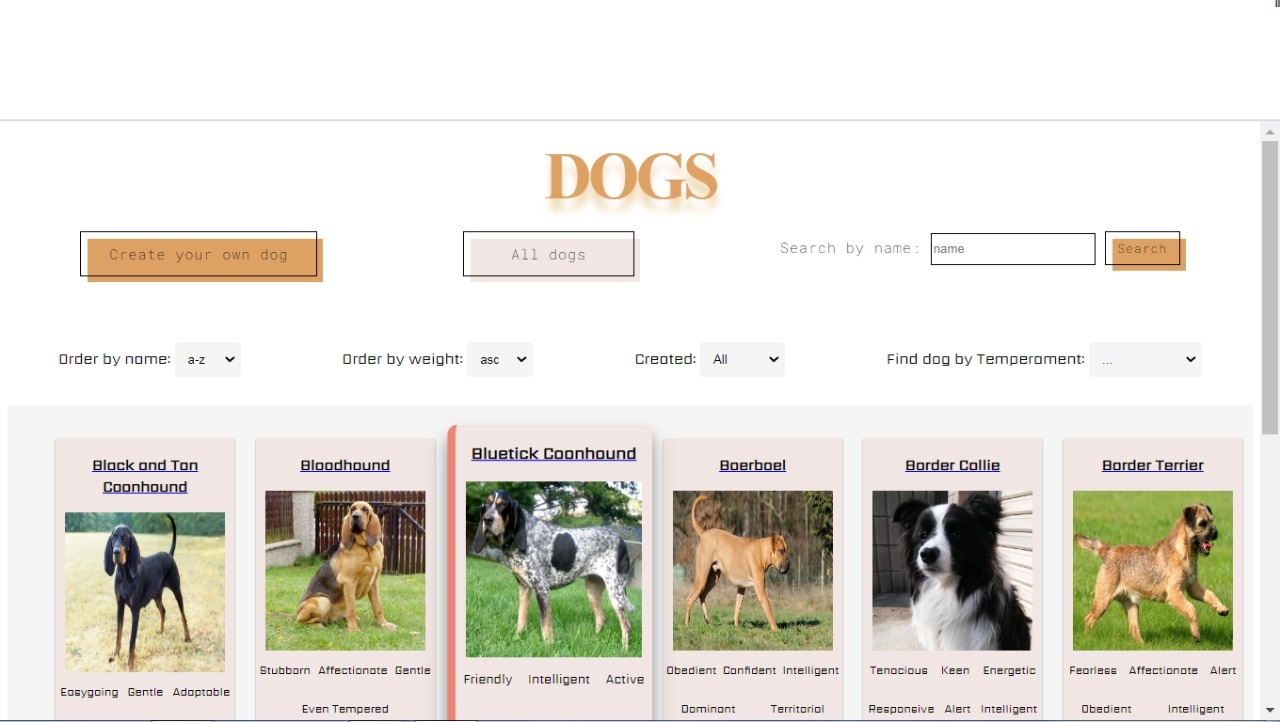 DOGS
Create your own dog
All dogs
Search by name: name Search
Order by name: a-z
Order by weight: asc
Created: All
Find dog by Temperament: ...
Black and Tan
Coonhound
Easygoing Gentle Adaptable
Bloodhound
Stubborn Affectionate Gentle
Even Tempered
Bluetick Coonhound
Friendly Intelligent Active
Boerboel
Obedient Confident Intelligent
Dominant Territorial
Border Collie
Tenacious Keen Energetic
Responsive Alert Intelligent
Border Terrier
Fearless Affectionate Alert
Obedient Intelligent